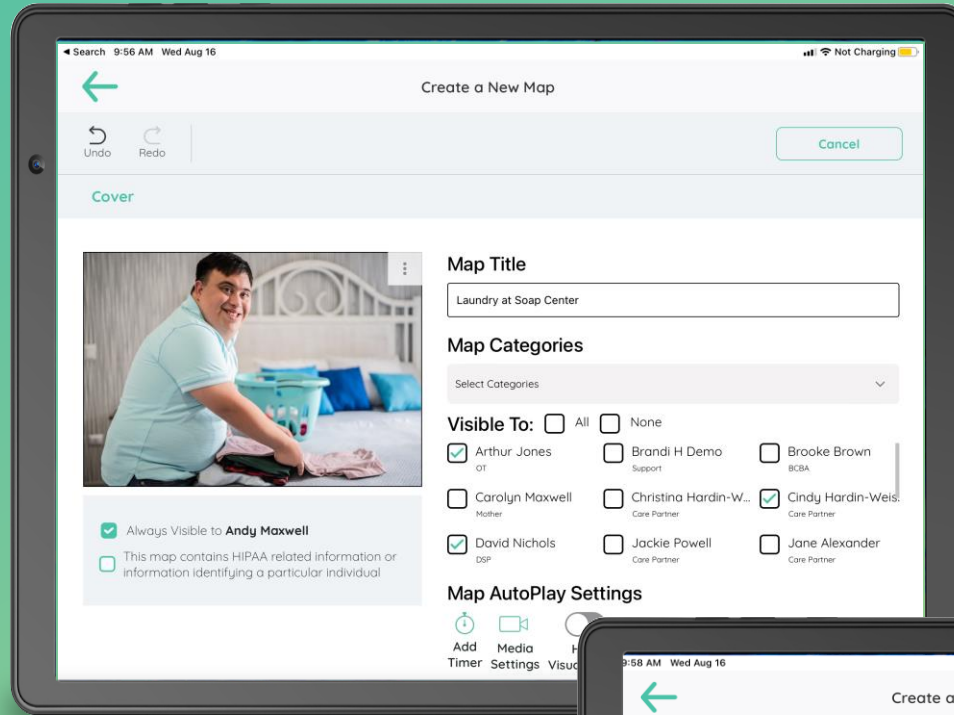 Search 9:56 AM Wed Aug 16 Not Charging
Create a New Map
Undo Redo Cancel
Cover
Map Title
Laundry at Soap Center
Map Categories
Select Categories
Visible To: All None
Arthur Jones Brandi H Demo Brooke Brown
OT Support BCBA
Carolyn Maxwell Christina Hardin-W... Cindy Hardin-Weis.
Mother Care Partner Care Partner
David Nichols Jackie Powell Jane Alexander
DSP Care Partner Care Partner
Always Visible to Andy Maxwell
This map contains HIPAA related information or
information identifying a particular individual
Map AutoPlay Settings
Add Media
Timer Settings
9:58 AM Wed Aug 16
Create a